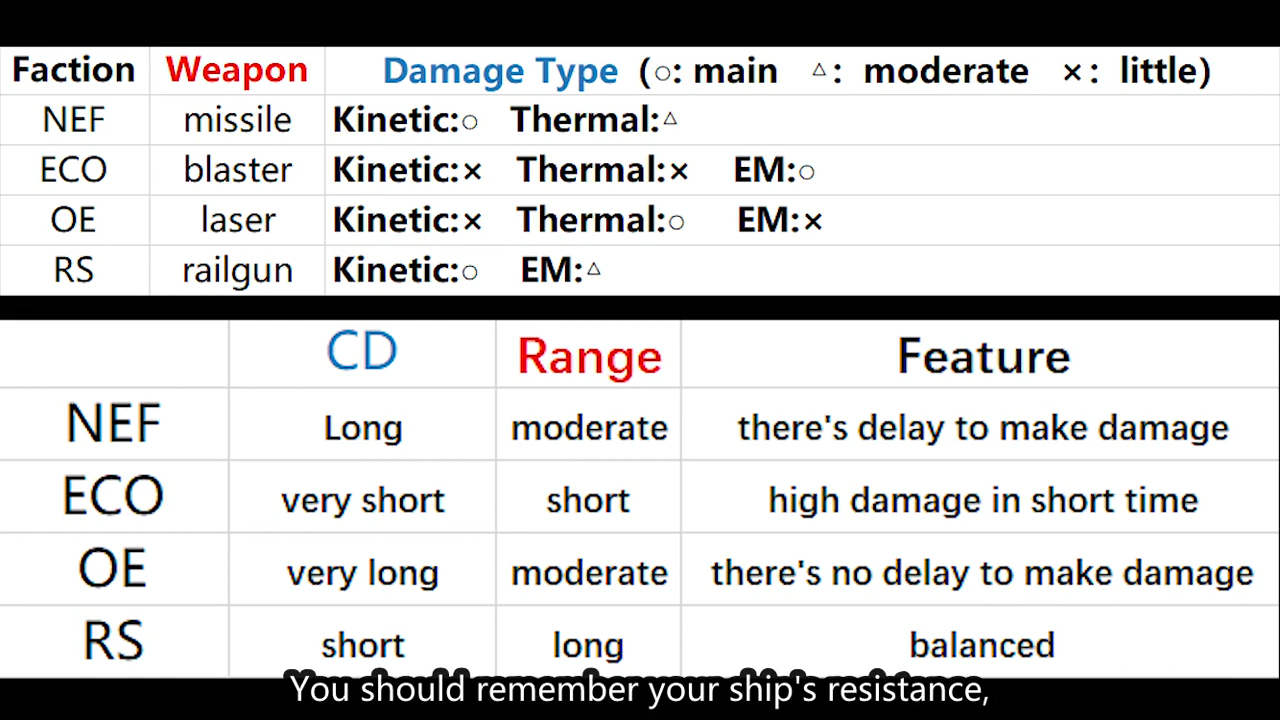 Faction Weapon Damage Type (○: main △: moderate ×: little)
NEF missile Kinetic:○ Thermal:△
ECO blaster Kinetic:× Thermal:× EM:○
OE laser Kinetic:× Thermal:○ EM:×
RS railgun Kinetic:○ EM:△
CD Range Feature
NEF Long moderate there's delay to make damage
ECO very short short high damage in short time
OE very long moderate there's no delay to make damage
RS short long balanced
You should remember your ship's resistance,